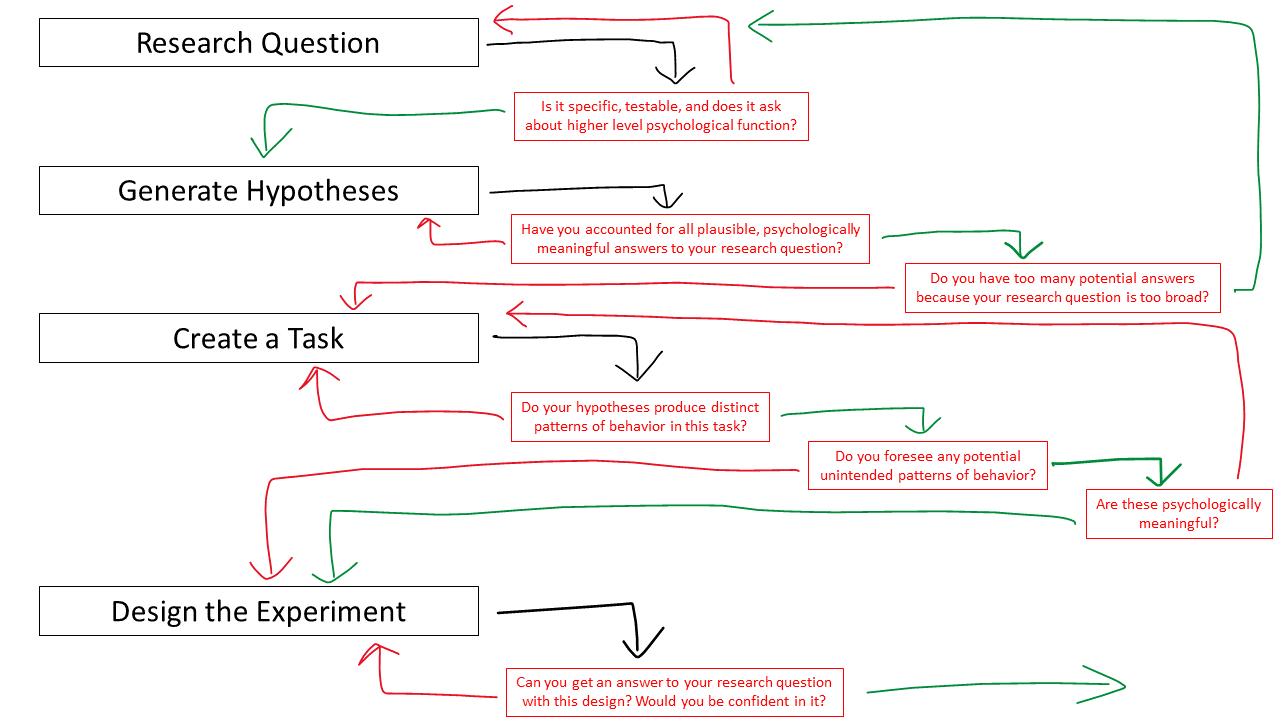 Research Question
Is it specific, testable, and does it ask
about higher level psychological function?
Generate Hypotheses
Have you accounted for all plausible, psychologically
meaningful answers to your research question?
Do you have too many potential answers
because your research question is too broad?
Create a Task
Do your hypotheses produce distinct
patterns of behavior in this task?
Do you foresee any potential
unintended patterns of behavior?
Are these psychologically
meaningful?
Design the Experiment
Can you get an answer to your research question
with this design? Would you be confident in it?